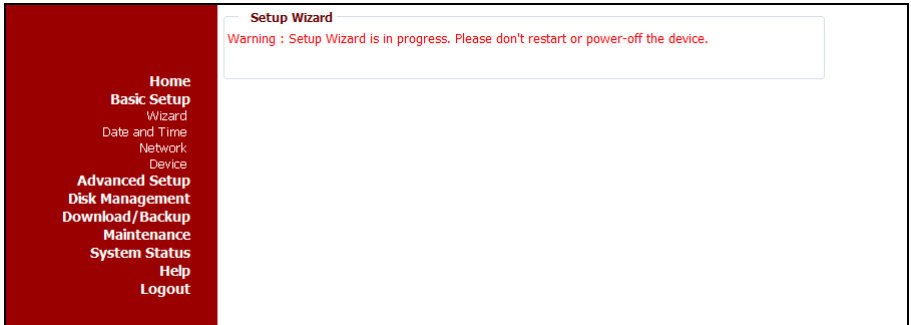 Setup Wizard
Warning : Setup Wizard is in progress. Please don't restart or power-off the device.
Home
Basic Setup
Wizard
Date and Time
Network
Device
Advanced Setup
Disk Management
Download/Backup
Maintenance
System Status
Help
Logout